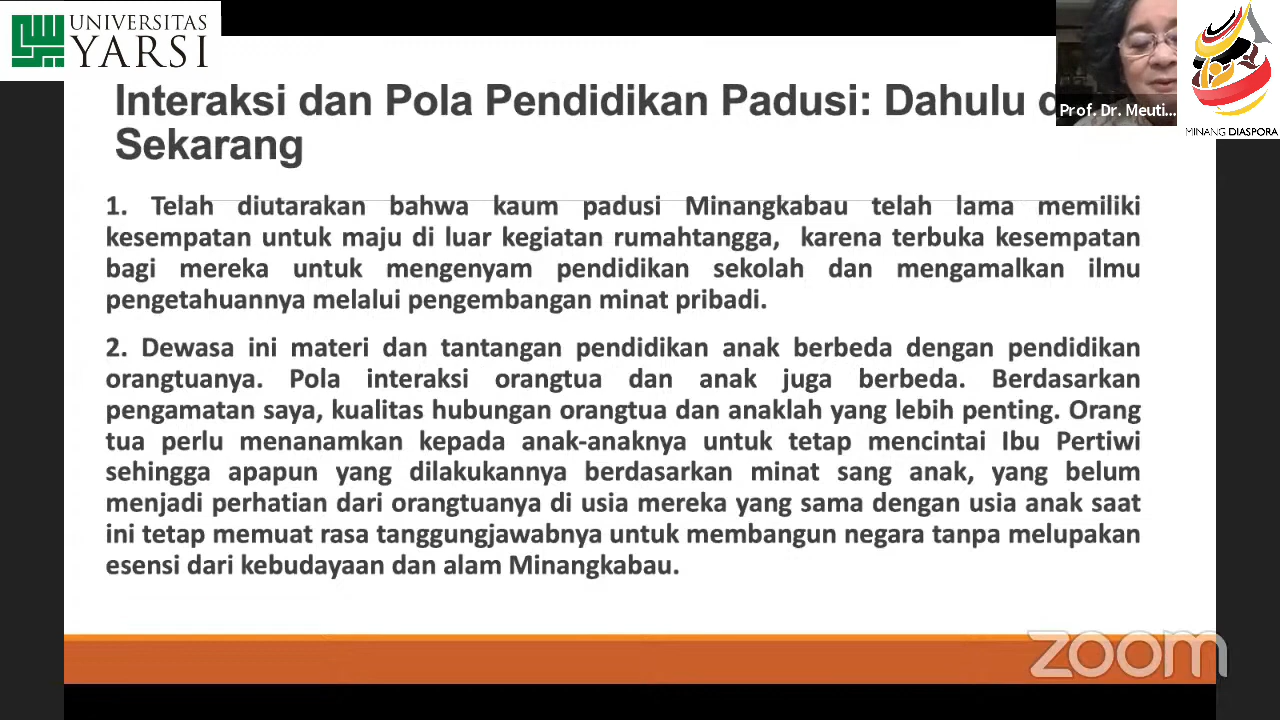 UNIVERSITAS
YARSI
Interaksi dan Pola Pendidikan Padusi: Dahulu
Sekarang
Prof. Dr. Meuti...
MINANG DIASPORA
1. Telah diutarakan bahwa kaum padusi Minangkabau telah lama memiliki
kesempatan untuk maju di luar kegiatan rumahtangga, karena terbuka kesempatan
bagi mereka untuk mengenyam pendidikan sekolah dan mengamalkan ilmu
pengetahuannya melalui pengembangan minat pribadi.
2. Dewasa ini materi dan tantangan pendidikan anak berbeda dengan pendidikan
orangtuanya. Pola interaksi orangtua dan anak juga berbeda. Berdasarkan
pengamatan saya, kualitas hubungan orangtua dan anaklah yang lebih penting. Orang
tua perlu menanamkan kepada anak-anaknya untuk tetap mencintai Ibu Pertiwi
sehingga apapun yang dilakukannya berdasarkan minat sang anak, yang belum
menjadi perhatian dari orangtuanya di usia mereka yang sama dengan usia anak saat
ini tetap memuat rasa tanggungjawabnya untuk membangun negara tanpa melupakan
esensi dari kebudayaan dan alam Minangkabau.
zoom